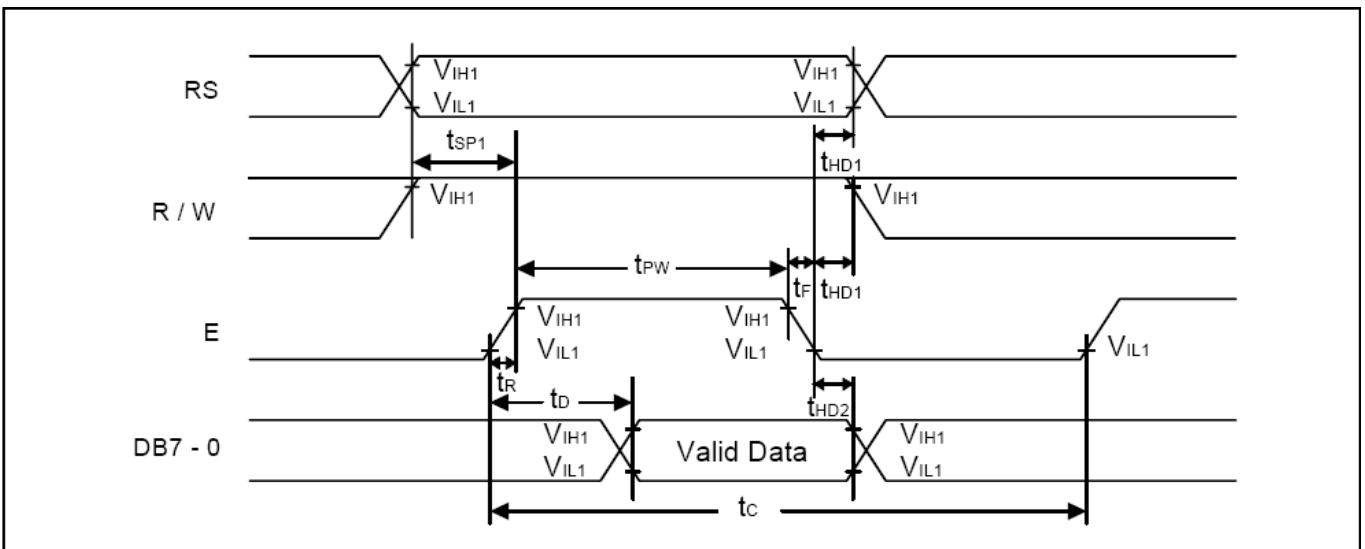 RS
VIH1 VIH1
VIL1 VIL1
tSP1
tHD1
R / W
VIH1 VIH1
tPW
tF tHD1
E
VIH1 VIH1
VIL1 VIL1 VIL1
tR
tD
tHD2
DB7 - 0
VIH1 VIH1
Valid Data
VIL1 VIL1
tC